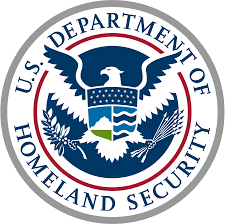 U.S. DEPARTMENT OF
HOMELAND SECURITY